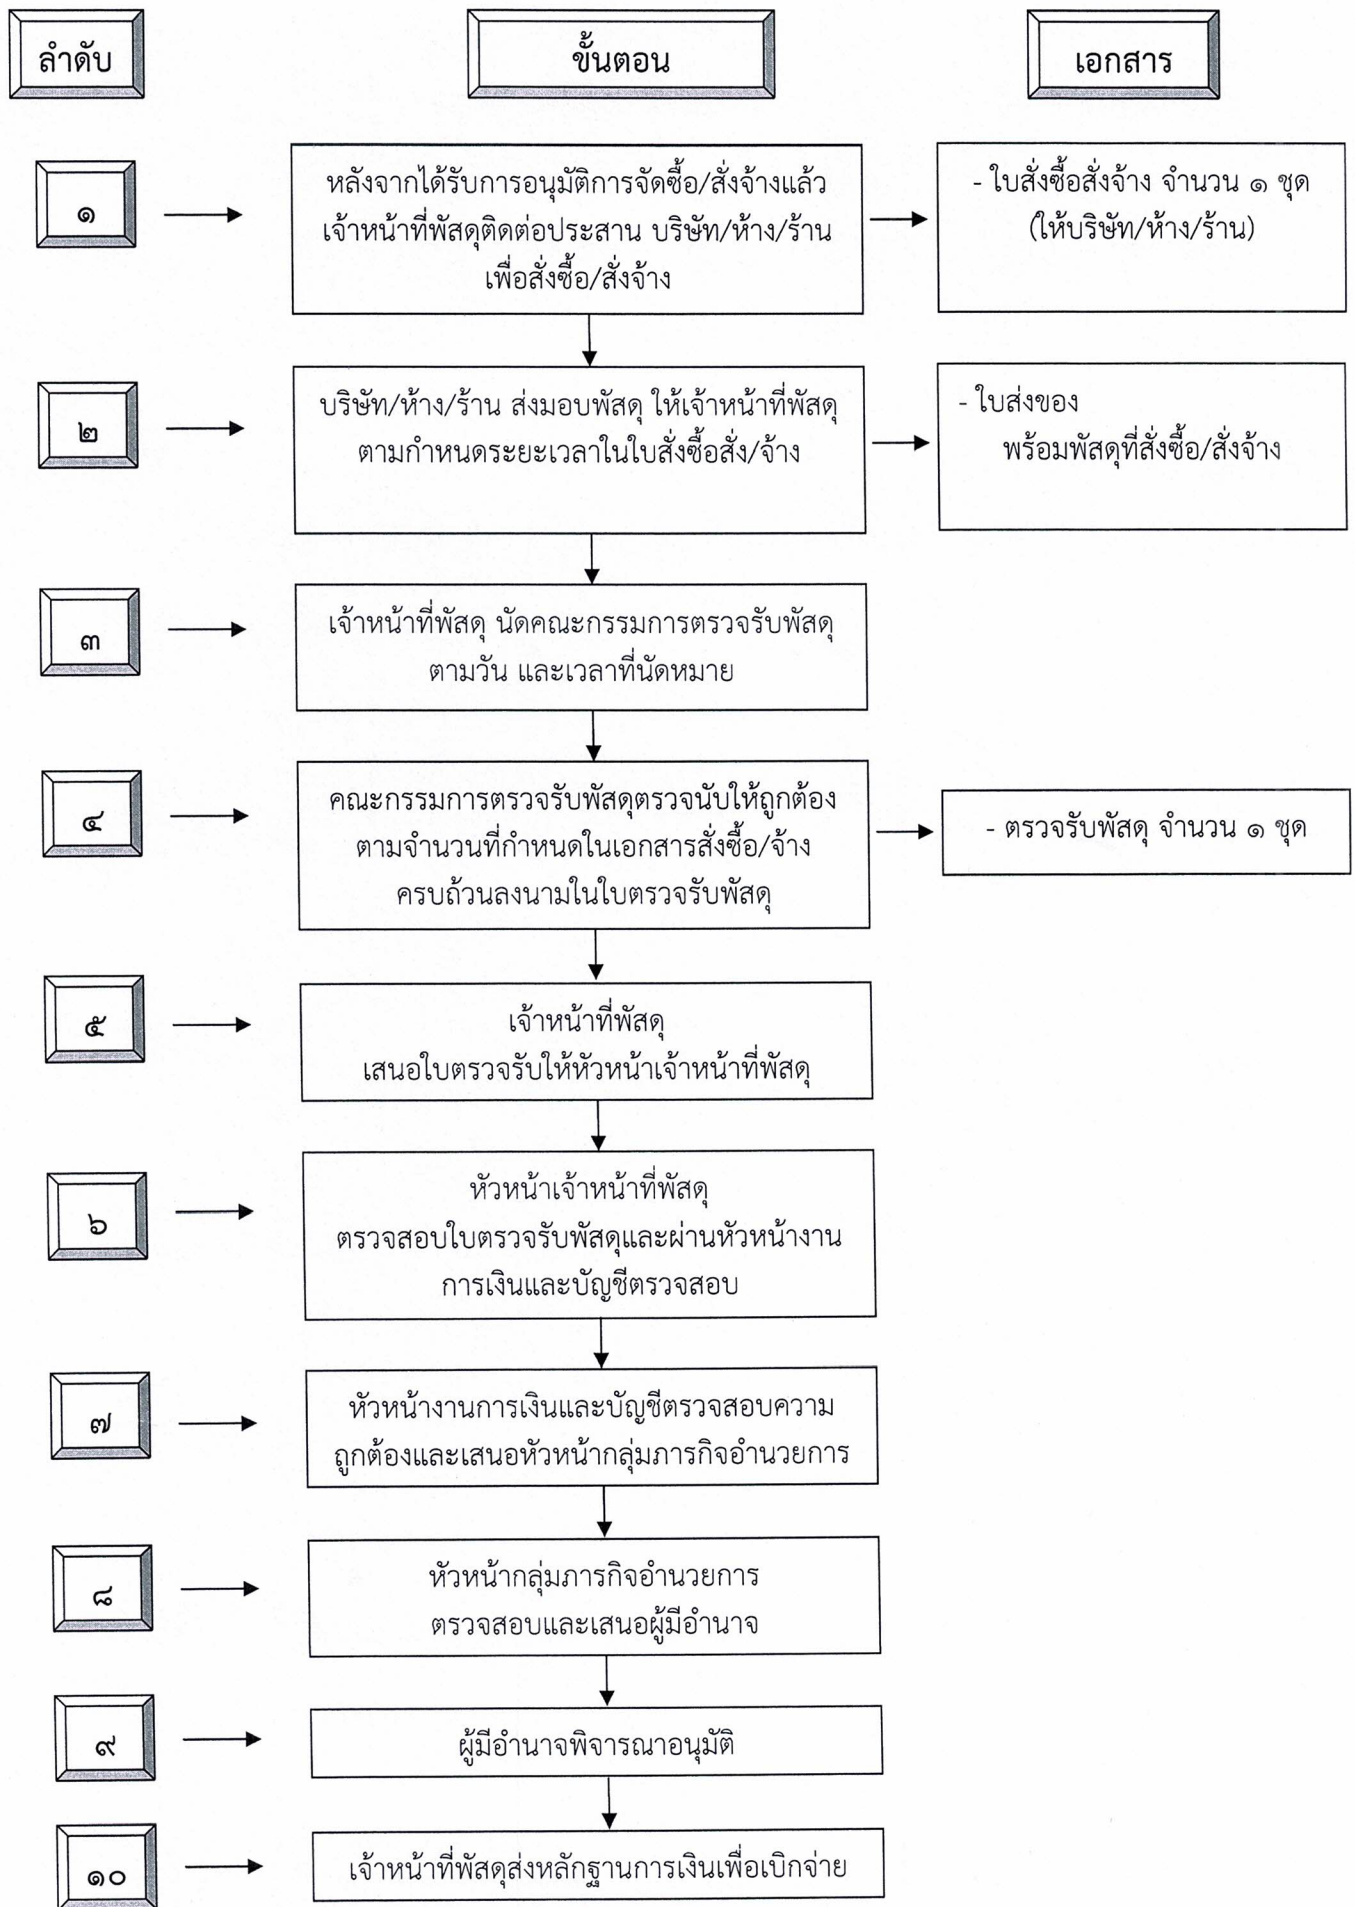 ลำดับ
ขั้นตอน
เอกสาร
๑
หลังจากได้รับการอนุมัติการจัดซื้อ/สั่งจ้างแล้ว
เจ้าหน้าที่พัสดุติดต่อประสาน บริษัท/ห้าง/ร้าน
เพื่อสั่งซื้อ/สั่งจ้าง
- ใบสั่งซื้อสั่งจ้าง จำนวน ๑ ชุด
(ให้บริษัท/ห้าง/ร้าน)
๒
บริษัท/ห้าง/ร้าน ส่งมอบพัสดุ ให้เจ้าหน้าที่พัสดุ
ตามกำหนดระยะเวลาในใบสั่งซื้อสั่ง/จ้าง
- ใบส่งของ
พร้อมพัสดุที่สั่งซื้อ/สั่งจ้าง
๓
เจ้าหน้าที่พัสดุ นัดคณะกรรมการตรวจรับพัสดุ
ตามวัน และเวลาที่นัดหมาย
๔
คณะกรรมการตรวจรับพัสดุตรวจนับให้ถูกต้อง
ตามจำนวนที่กำหนดในเอกสารสั่งซื้อ/จ้าง
ครบถ้วนลงนามในใบตรวจรับพัสดุ
- ตรวจรับพัสดุ จำนวน ๑ ชุด
๕
เจ้าหน้าที่พัสดุ
เสนอใบตรวจรับให้หัวหน้าเจ้าหน้าที่พัสดุ
๖
หัวหน้าเจ้าหน้าที่พัสดุ
ตรวจสอบใบตรวจรับพัสดุและผ่านหัวหน้างาน
การเงินและบัญชีตรวจสอบ
๗
หัวหน้างานการเงินและบัญชีตรวจสอบความ
ถูกต้องและเสนอหัวหน้ากลุ่มภารกิจอำนวยการ
๘
หัวหน้ากลุ่มภารกิจอำนวยการ
ตรวจสอบและเสนอผู้มีอำนาจ
๙
ผู้มีอำนาจพิจารณาอนุมัติ
๑๐
เจ้าหน้าที่พัสดุส่งหลักฐานการเงินเพื่อเบิกจ่าย